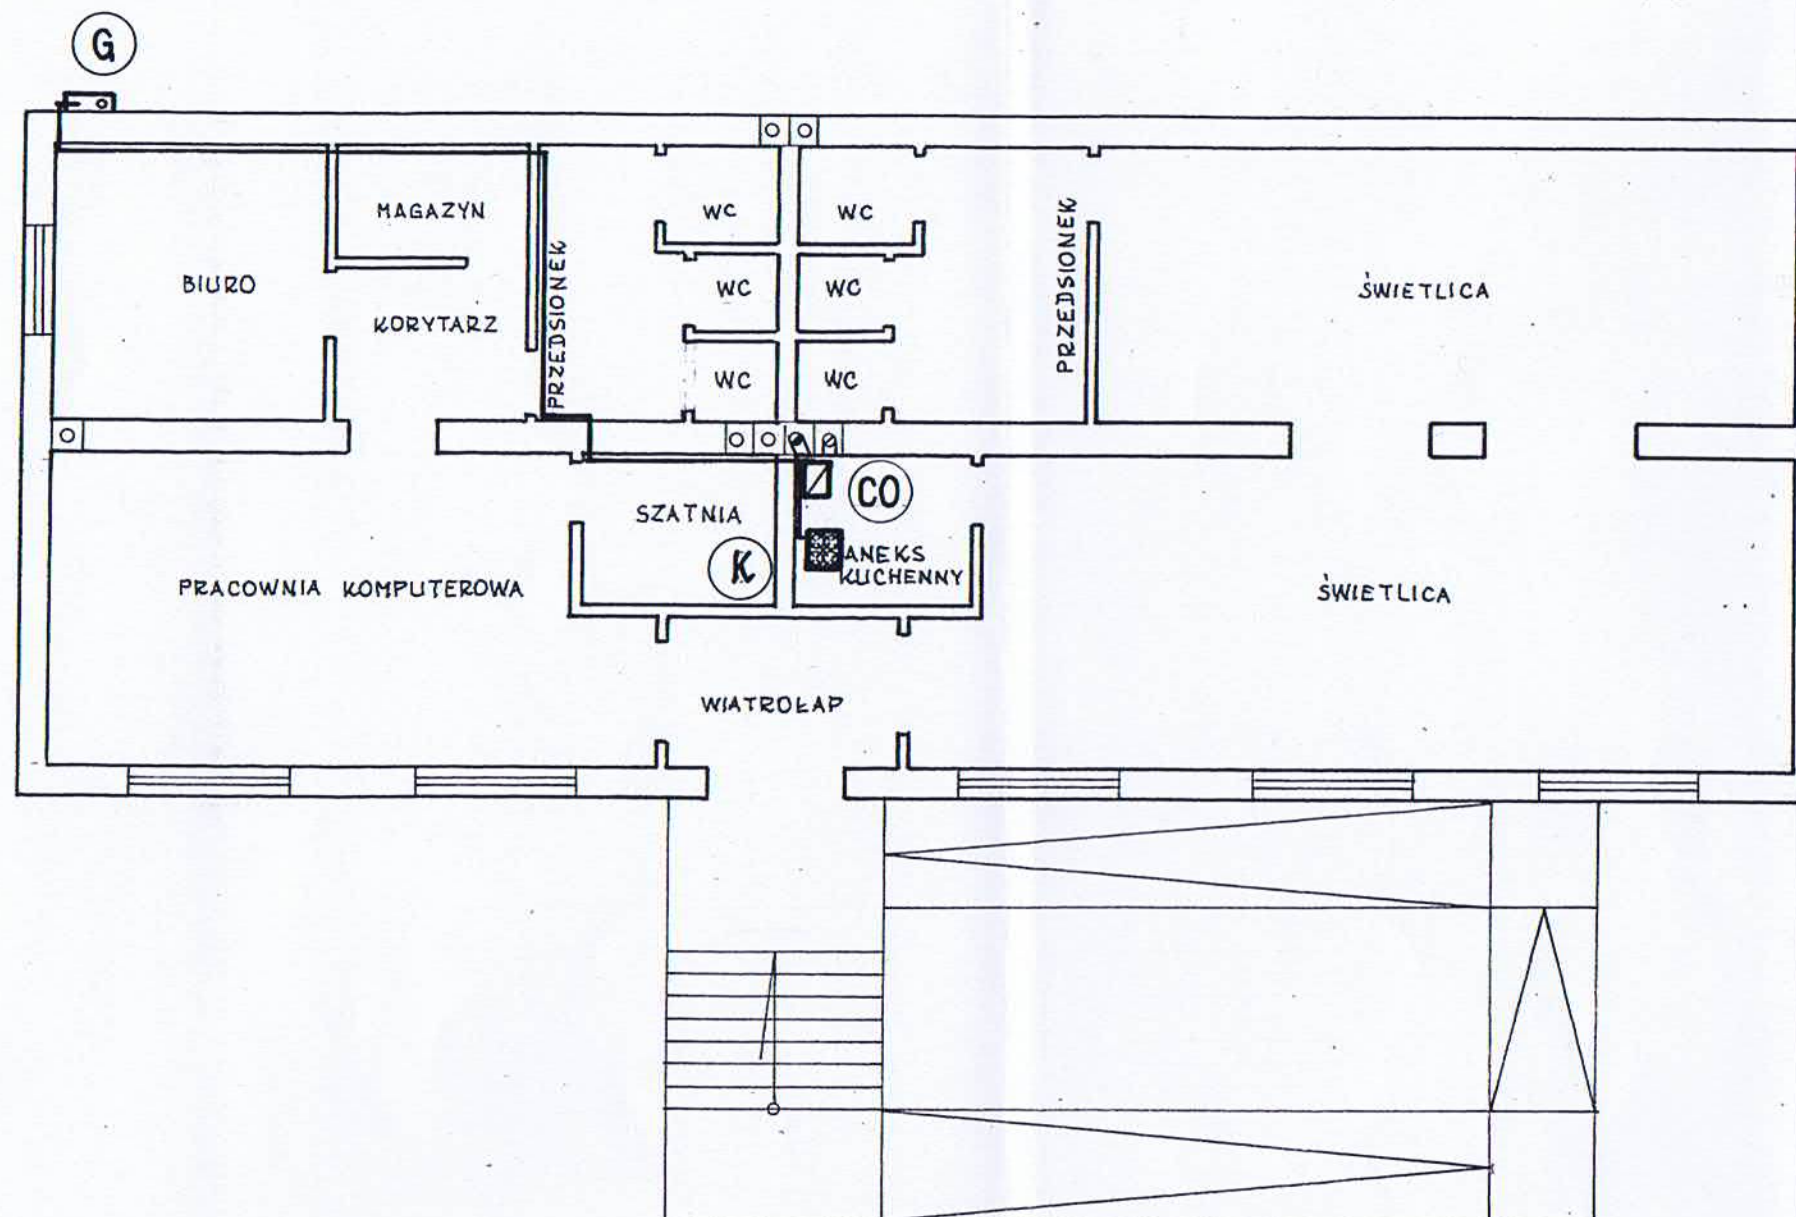 G
MAGAZYN
WC
WC
PRZEDSIONEK
PRZEDSIONEK
BIURO
WC
WC
ŚWIETLICA
KORYTARZ
WC
WC
CO
SZATNIA
K
ANEKS
KUCHENNY
PRACOWNIA KOMPUTEROWA
ŚWIETLICA
WIATROŁAP